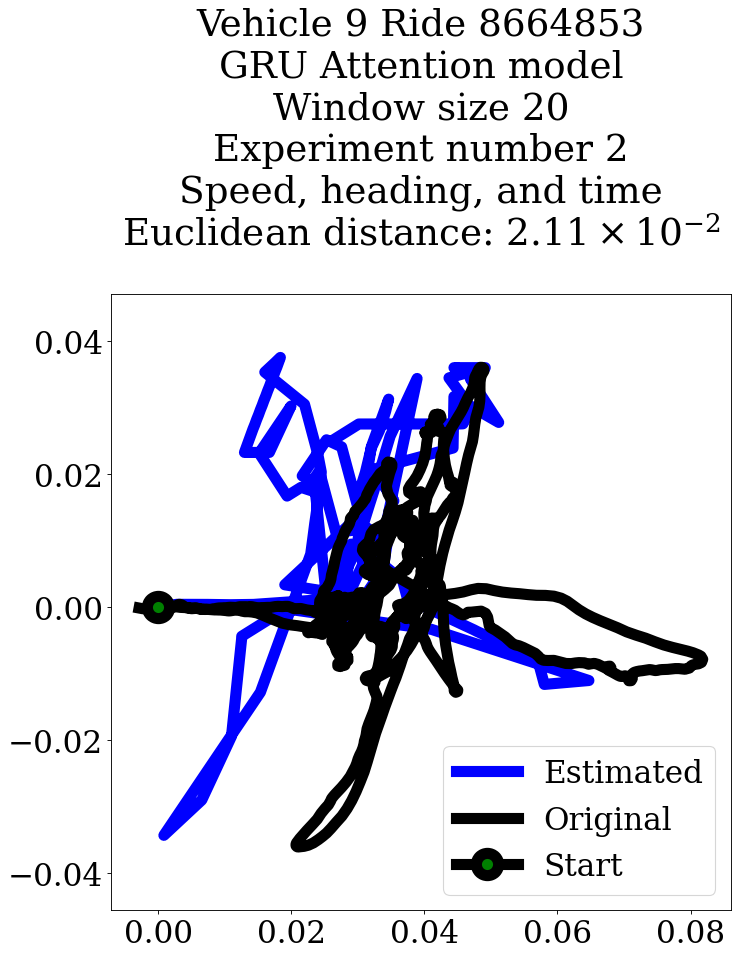 Vehicle 9 Ride 8664853
GRU Attention model
Window size 20
Experiment number 2
Speed, heading, and time
Euclidean distance: 2.11 × 10⁻²
0.04
0.02
0.00
−0.02
−0.04
Estimated
Original
Start
0.00 0.02 0.04 0.06 0.08